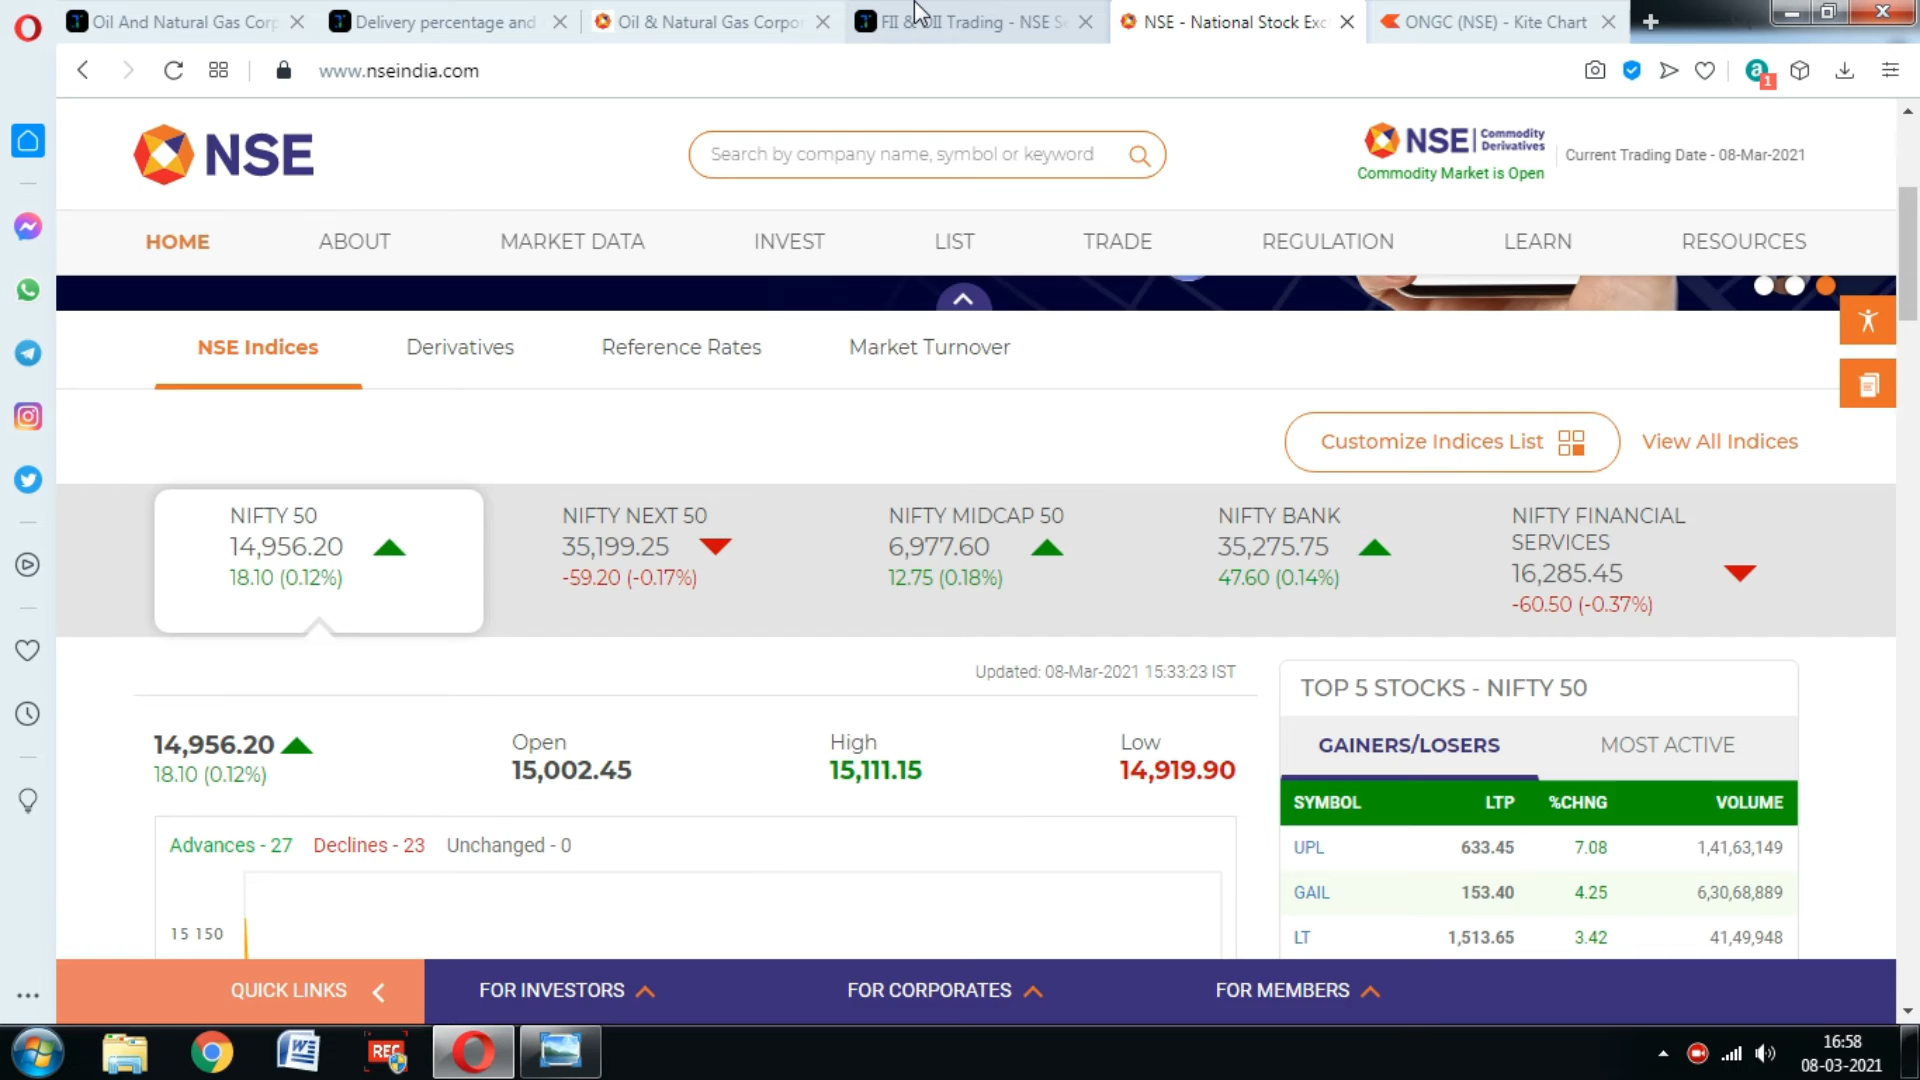 Oil And Natural Gas Corp
Delivery percentage and
Oil & Natural Gas Corpor
FII & DII Trading - NSE Se
NSE - National Stock Exc
ONGC (NSE) - Kite Chart
www.nseindia.com
a
1
NSE
Search by company name, symbol or keyword
NSE Commodity Derivatives
Commodity Market is Open
Current Trading Date - 08-Mar-2021
HOME
ABOUT
MARKET DATA
INVEST
LIST
TRADE
REGULATION
LEARN
RESOURCES
NSE Indices
Derivatives
Reference Rates
Market Turnover
Customize Indices List
View All Indices
NIFTY 50
14,956.20
18.10 (0.12%)
NIFTY NEXT 50
35,199.25
-59.20 (-0.17%)
NIFTY MIDCAP 50
6,977.60
12.75 (0.18%)
NIFTY BANK
35,275.75
47.60 (0.14%)
NIFTY FINANCIAL
SERVICES
16,285.45
-60.50 (-0.37%)
Updated: 08-Mar-2021 15:33:23 IST
14,956.20
18.10 (0.12%)
Open
15,002.45
High
15,111.15
Low
14,919.90
Advances - 27 Declines - 23 Unchanged - 0
15 150
TOP 5 STOCKS - NIFTY 50
GAINERS/LOSERS
MOST ACTIVE
SYMBOL LTP %CHNG VOLUME
UPL 633.45 7.08 1,41,63,149
GAIL 153.40 4.25 6,30,68,889
LT 1,513.65 3.42 41,49,948
QUICK LINKS
FOR INVESTORS
FOR CORPORATES
FOR MEMBERS
REC
16:58
08-03-2021